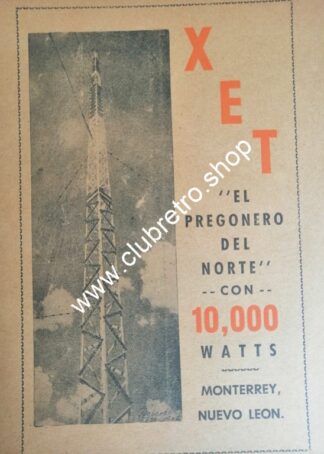 X
E
T
"EL
PREGONERO
DEL
NORTE"
-- CON --
10,000
WATTS
MONTERREY,
NUEVO LEON.
www.clubretro.shop